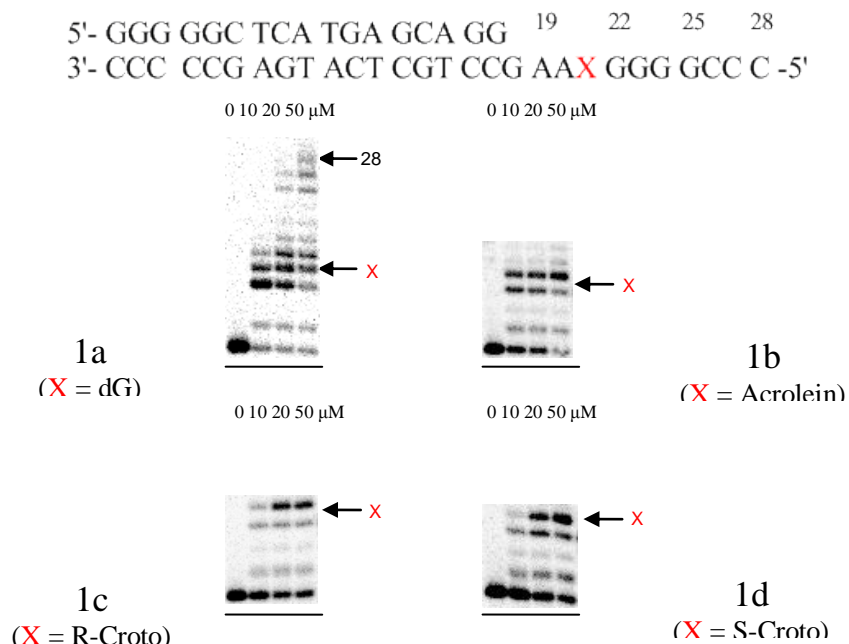 19 22 25 28
5'- GGG GGC TCA TGA GCA GG
3'- CCC CCG AGT ACT CGT CCG AAX GGGG GCC C -5'
0 10 20 50 μM
0 10 20 50 μM
28
X
X
1a
(X = dG)
1b
(X = Acrolein)
0 10 20 50 μM
0 10 20 50 μM
X
X
1c
(X = R-Croto)
1d
(X = S-Croto)